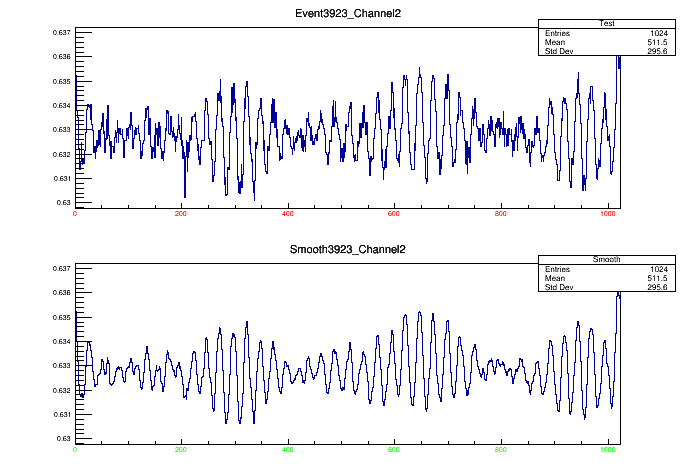 Event3923_Channel2
Test
Entries 1024
Mean 511.5
Std Dev 295.6
0.637
0.636
0.635
0.634
0.633
0.632
0.631
0.63
0 200 400 600 800 1000
Smooth3923_Channel2
Smooth
Entries 1024
Mean 511.5
Std Dev 295.6
0.637
0.636
0.635
0.634
0.633
0.632
0.631
0.63
0 200 400 600 800 1000